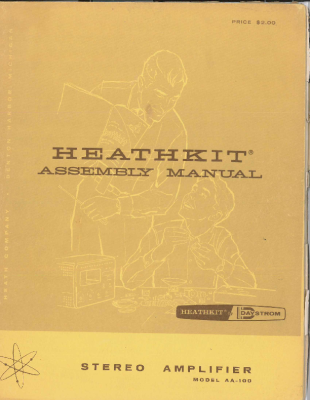 PRICE $2.00
HEATHKIT®
ASSEMBLY MANUAL
HEATHKIT® DAYSTROM
STEREO AMPLIFIER
MODEL AA-100